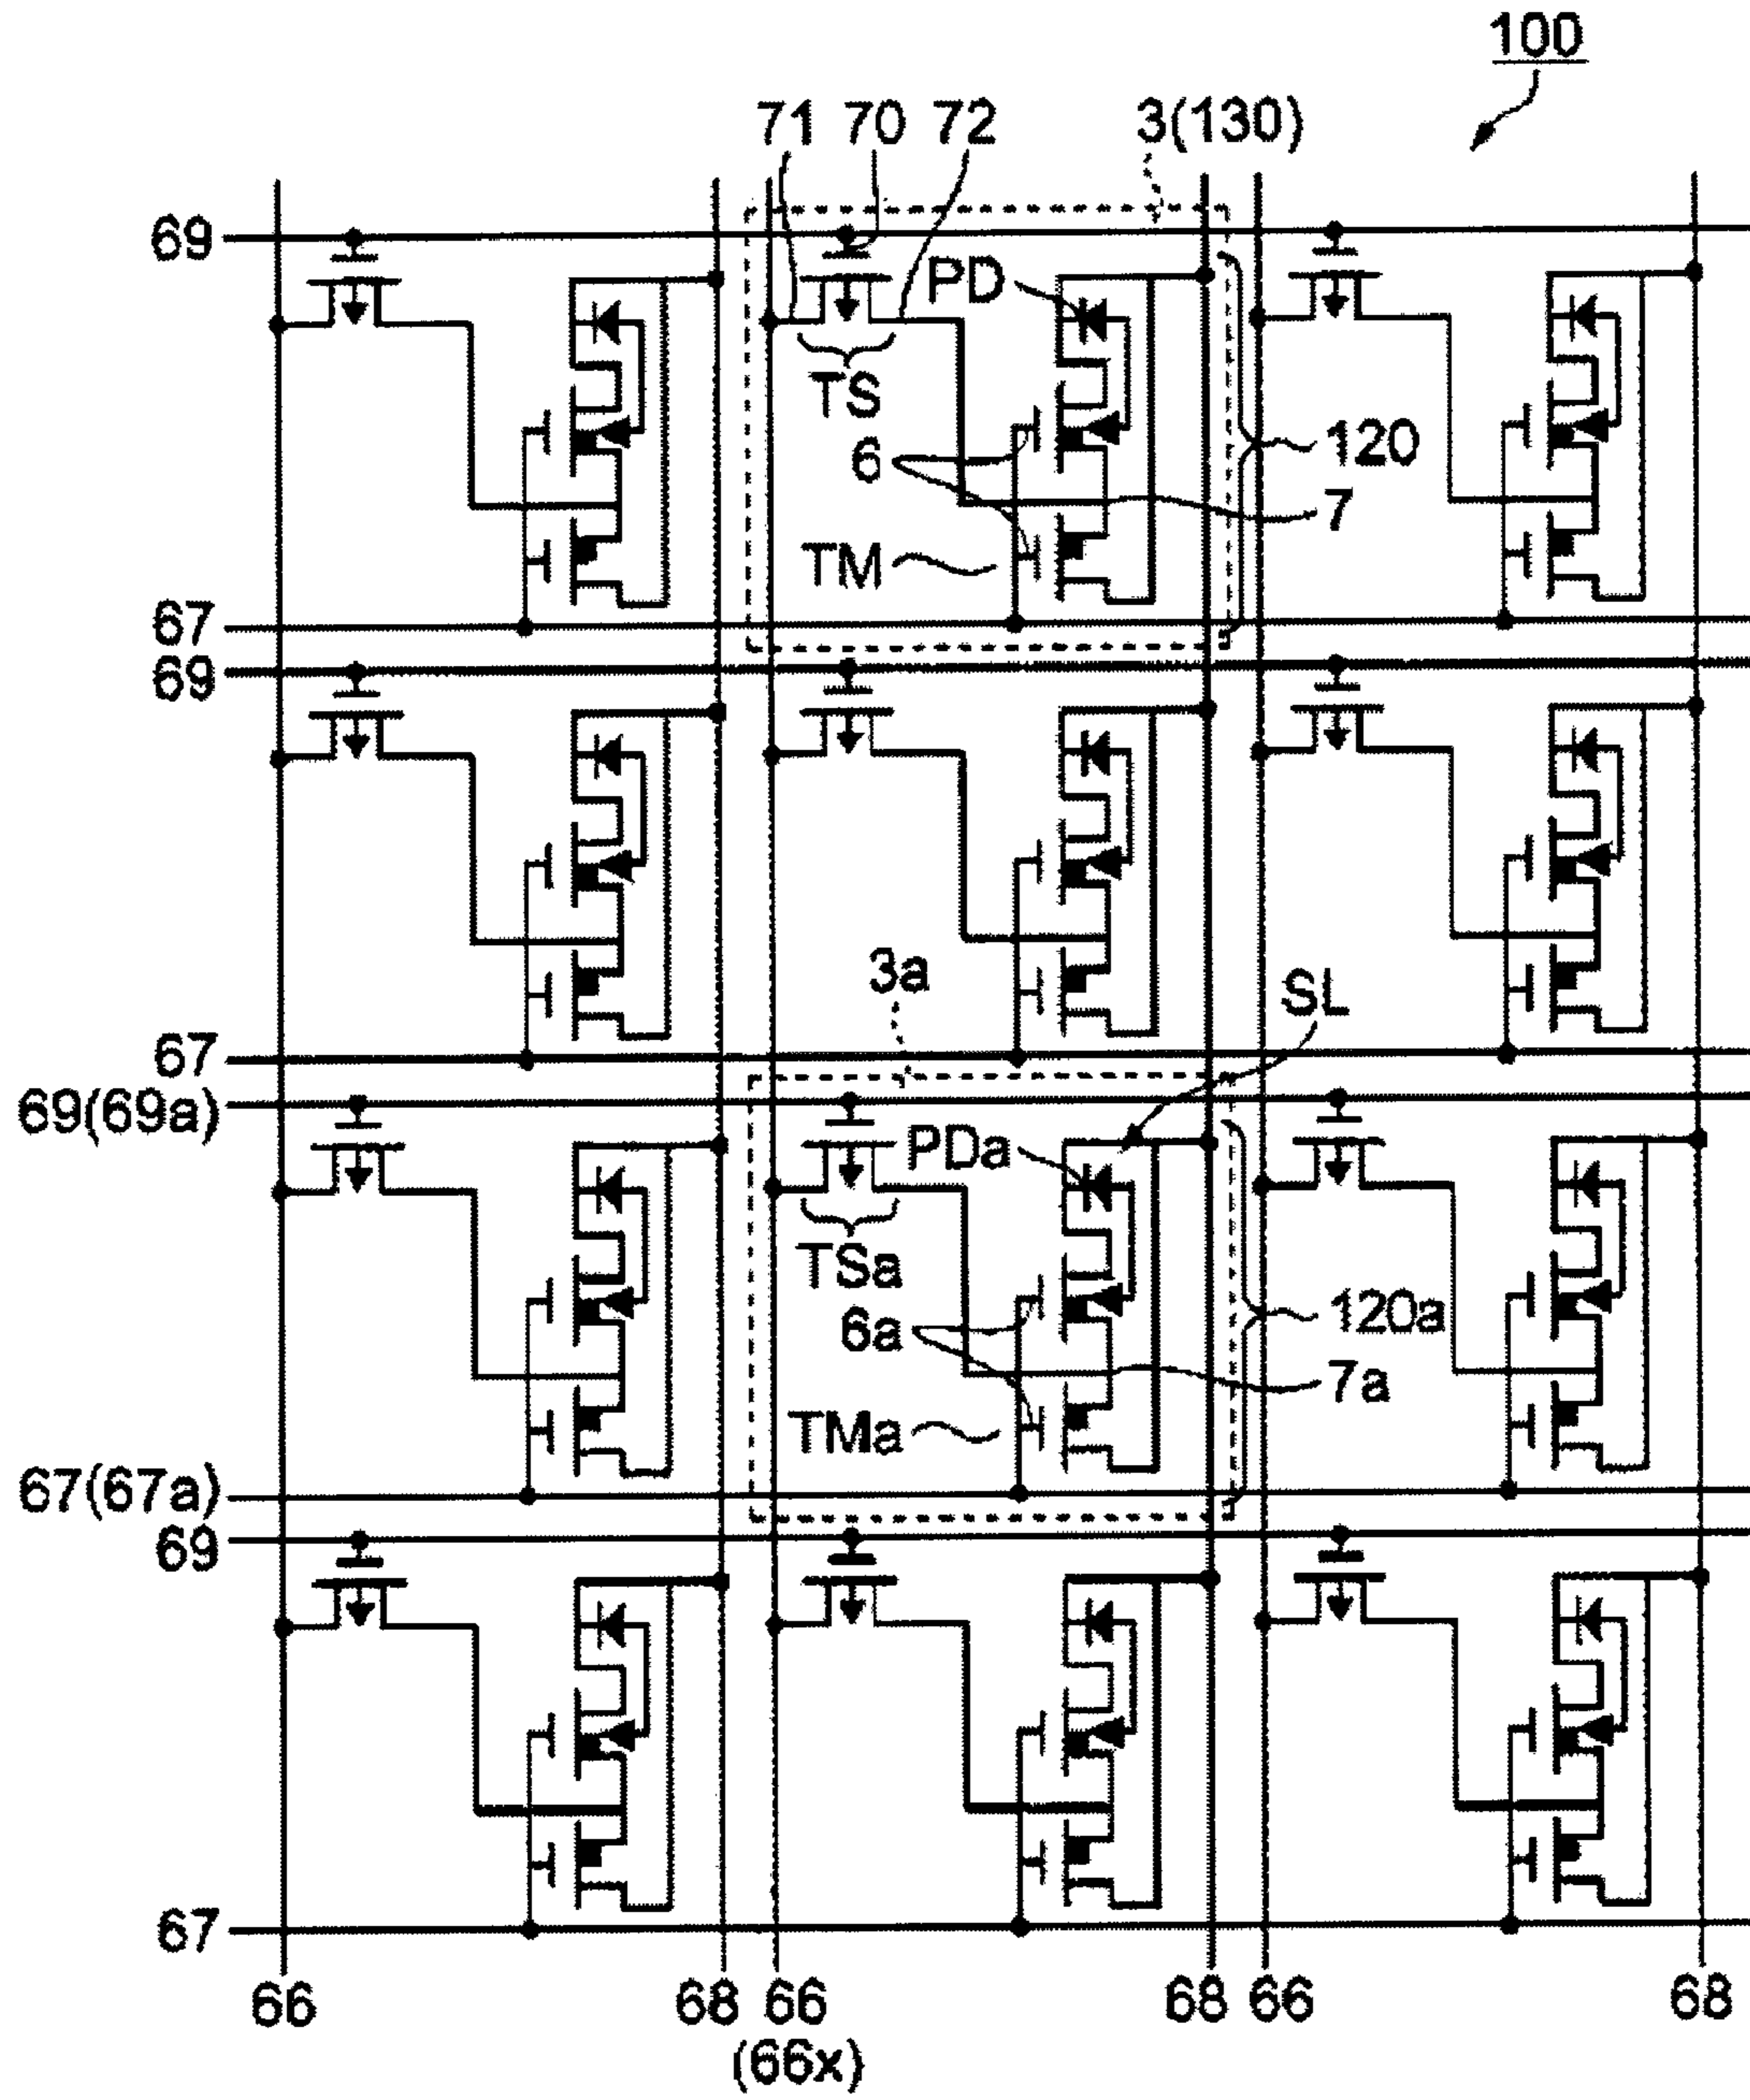 100
71 70 72 3(130)
69
PD
TS
6 120
7
TM
67
69
3a SL
67
69(69a)
PDa
TSa
6a 120a
7a
TMa
67(67a)
69
67
66 68 66 68 66 68
(66x)